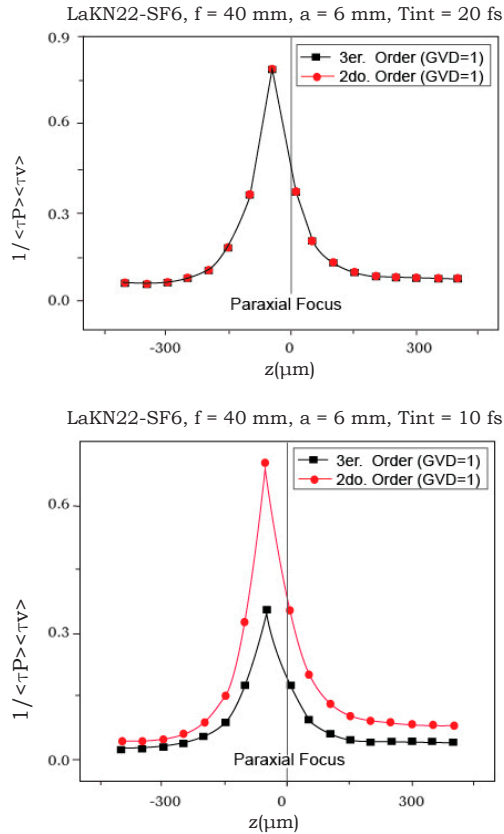 LaKN22-SF6, f = 40 mm, a = 6 mm, Tint = 20 fs
3er. Order (GVD=1)
2do. Order (GVD=1)
0.9
0.6
0.3
0.0
1/<τP><τv>
Paraxial Focus
-300
0
300
z(μm)
LaKN22-SF6, f = 40 mm, a = 6 mm, Tint = 10 fs
3er. Order (GVD=1)
2do. Order (GVD=1)
0.6
0.3
0.0
1/<τP><τv>
Paraxial Focus
-300
0
300
z(μm)